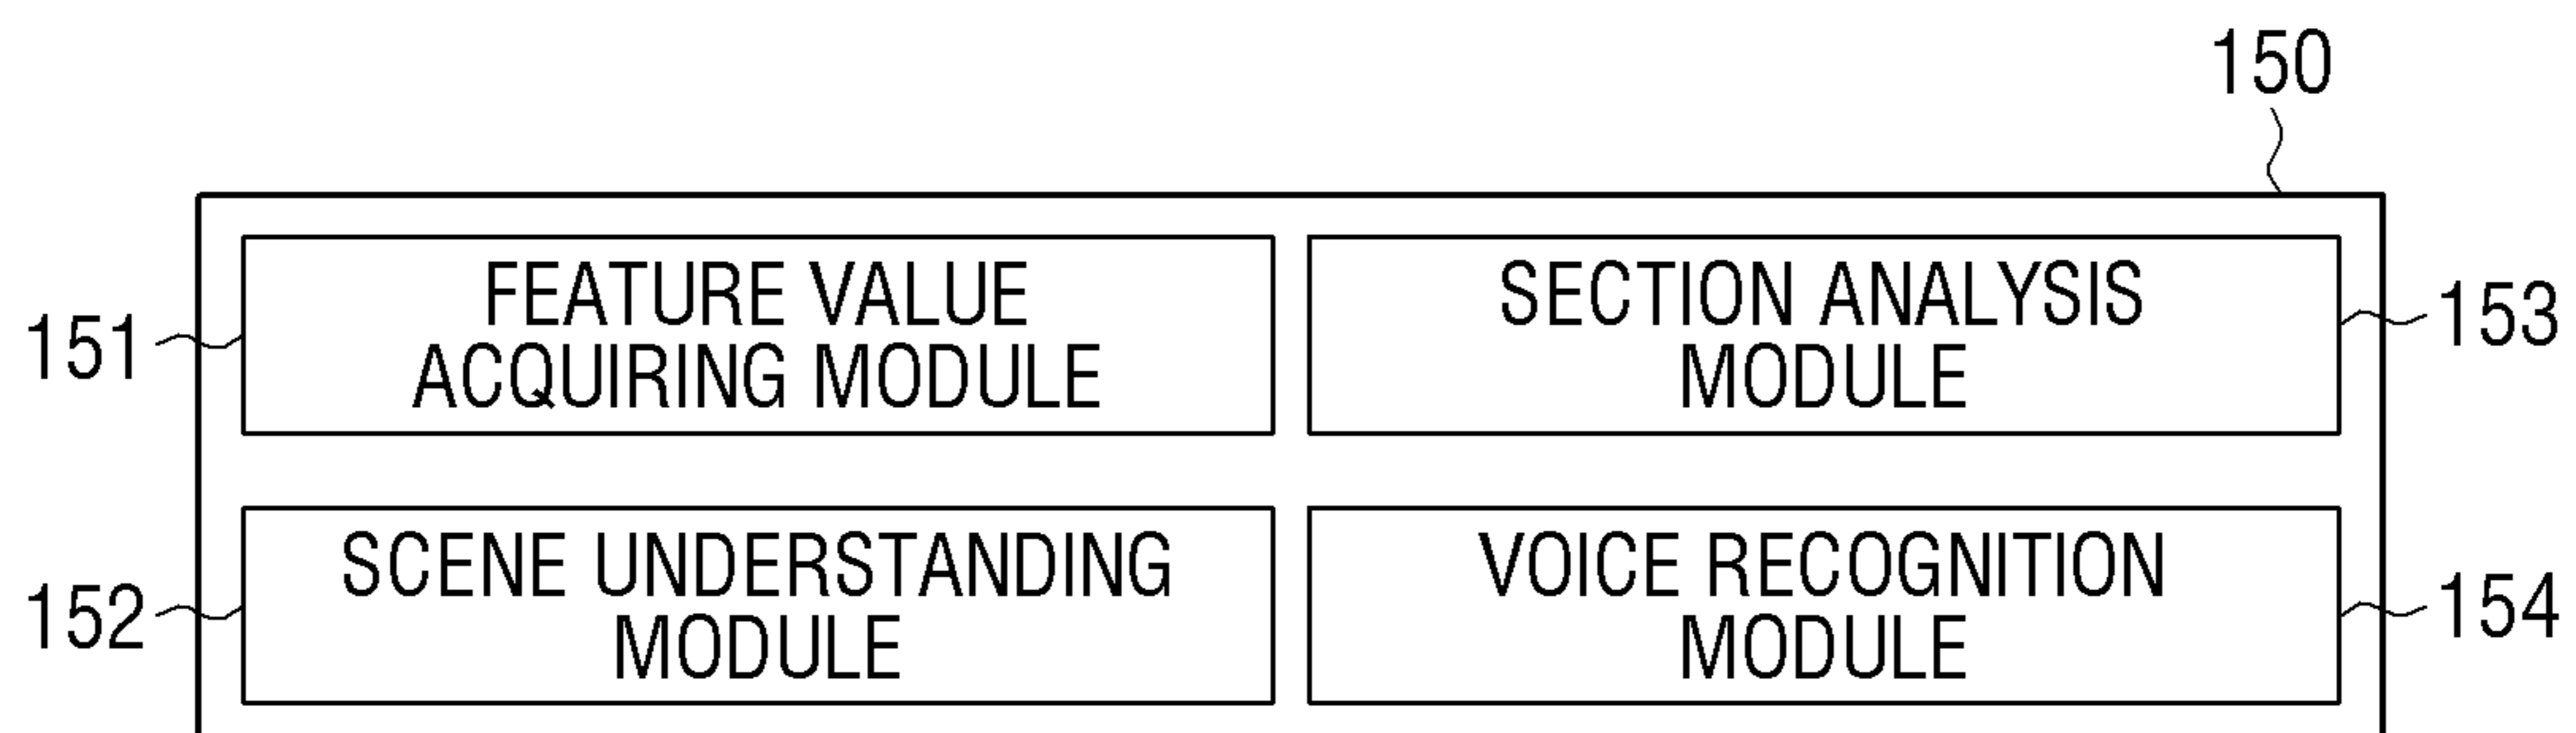 150
151
FEATURE VALUE
ACQUIRING MODULE
SECTION ANALYSIS
MODULE
153
152
SCENE UNDERSTANDING
MODULE
VOICE RECOGNITION
MODULE
154